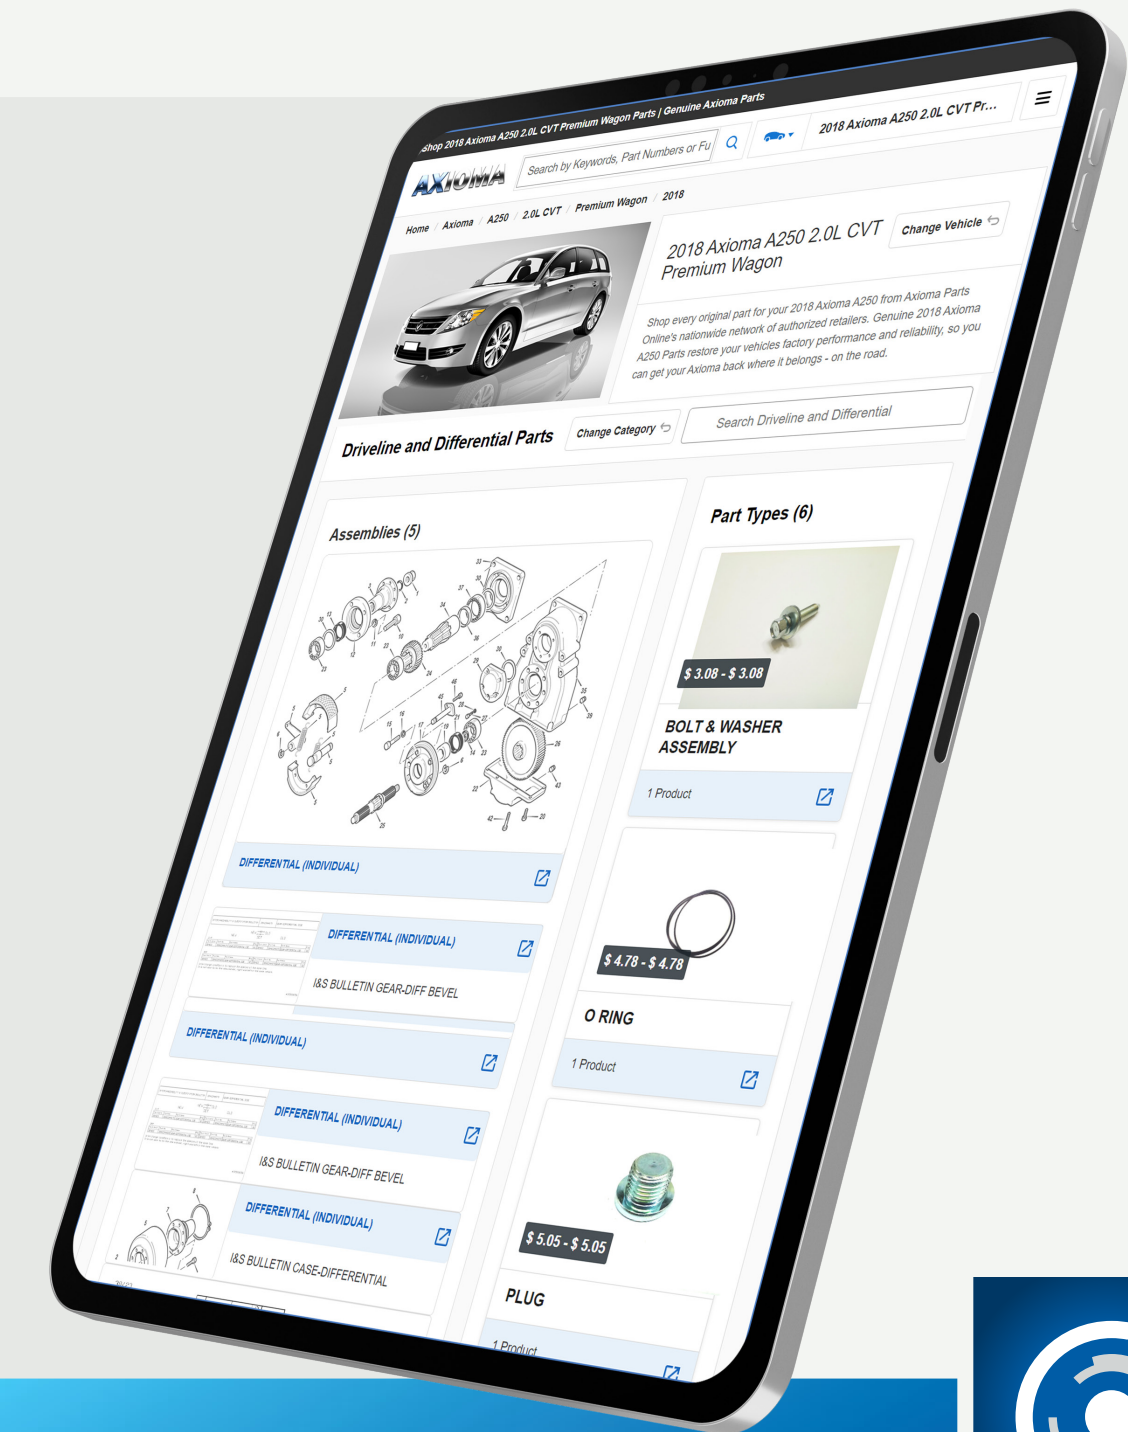 Shop 2018 Axioma A250 2.0L CVT Premium Wagon Parts | Genuine Axioma Parts
AXIOMA
Search by Keywords, Part Numbers or Fu
2018 Axioma A250 2.0L CVT Pr...
Home / Axioma / A250 / 2.0L CVT / Premium Wagon / 2018
2018 Axioma A250 2.0L CVT
Premium Wagon
Change Vehicle
Shop every original part for your 2018 Axioma A250 from Axioma Parts
Online's nationwide network of authorized retailers. Genuine 2018 Axioma
A250 Parts restore your vehicles factory performance and reliability, so you
can get your Axioma back where it belongs - on the road.
Driveline and Differential Parts
Change Category
Search Driveline and Differential
Assemblies (5)
DIFFERENTIAL (INDIVIDUAL)
DIFFERENTIAL (INDIVIDUAL)
I&S BULLETIN GEAR-DIFF BEVEL
DIFFERENTIAL (INDIVIDUAL)
DIFFERENTIAL (INDIVIDUAL)
I&S BULLETIN GEAR-DIFF BEVEL
DIFFERENTIAL (INDIVIDUAL)
I&S BULLETIN CASE-DIFFERENTIAL
Part Types (6)
$ 3.08 - $ 3.08
BOLT & WASHER
ASSEMBLY
1 Product
$ 4.78 - $ 4.78
O RING
1 Product
$ 5.05 - $ 5.05
PLUG
1 Product